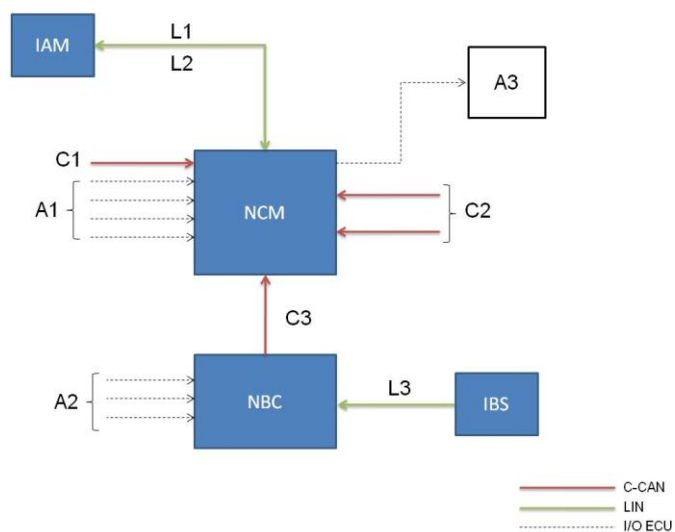 IAM
L1
L2
A3
C1
A1
NCM
C2
C3
A2
NBC
L3
IBS
C-CAN
LIN
I/O ECU